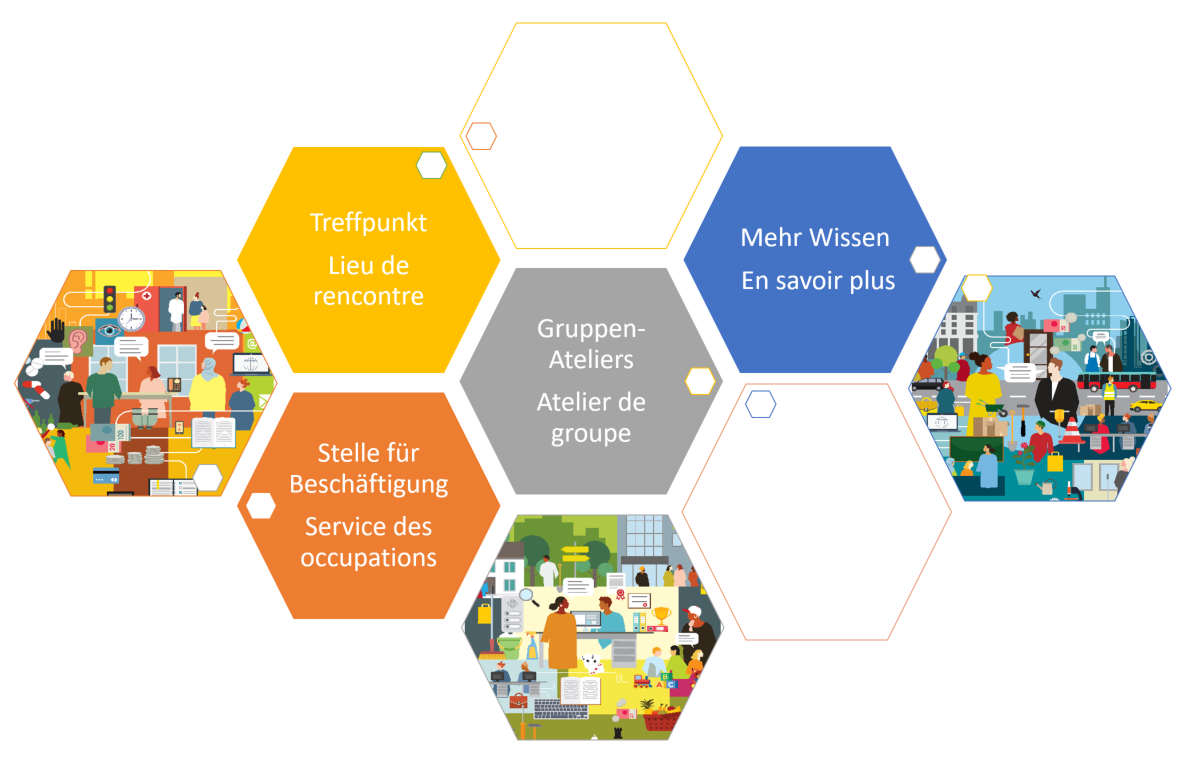 Treffpunkt
Lieu de
rencontre
Mehr Wissen
En savoir plus
Gruppen-
Ateliers
Atelier de
groupe
Stelle für
Beschäftigung
Service des
occupations